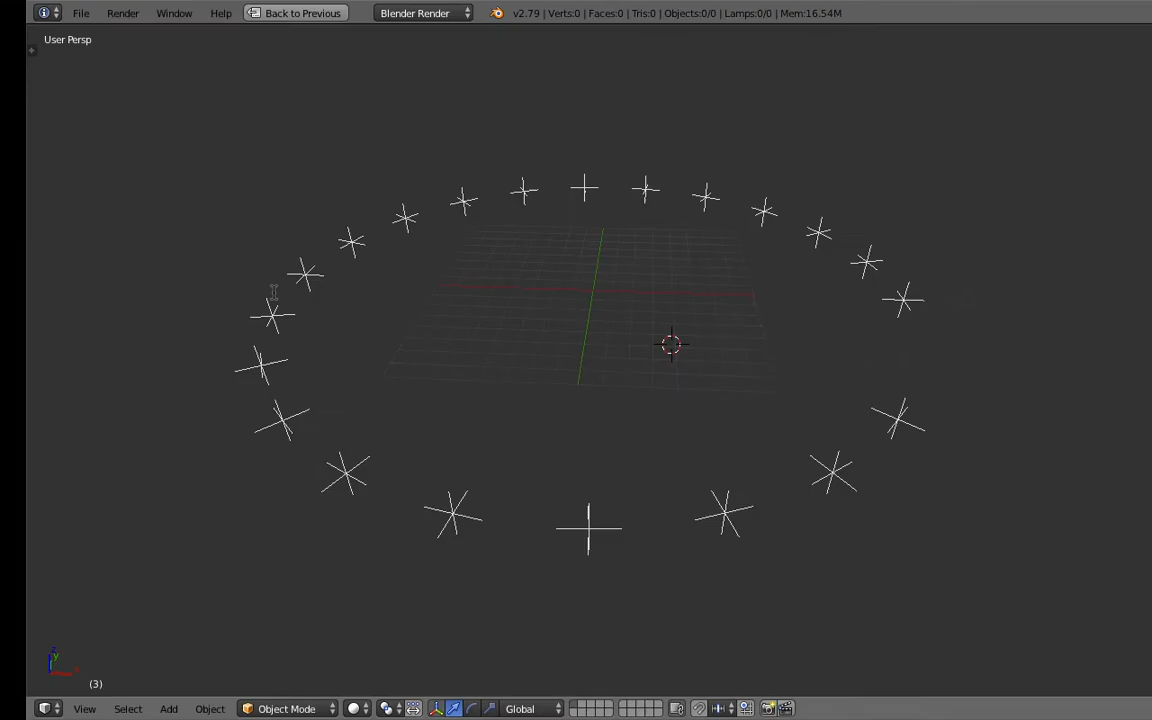 File Render Window Help Back to Previous Blender Render v2.79 | Verts:0 | Faces:0 | Tris:0 | Objects:0/0 | Lamps:0/0 | Mem:16.54M
User Persp
(3)
View Select Add Object Object Mode Global